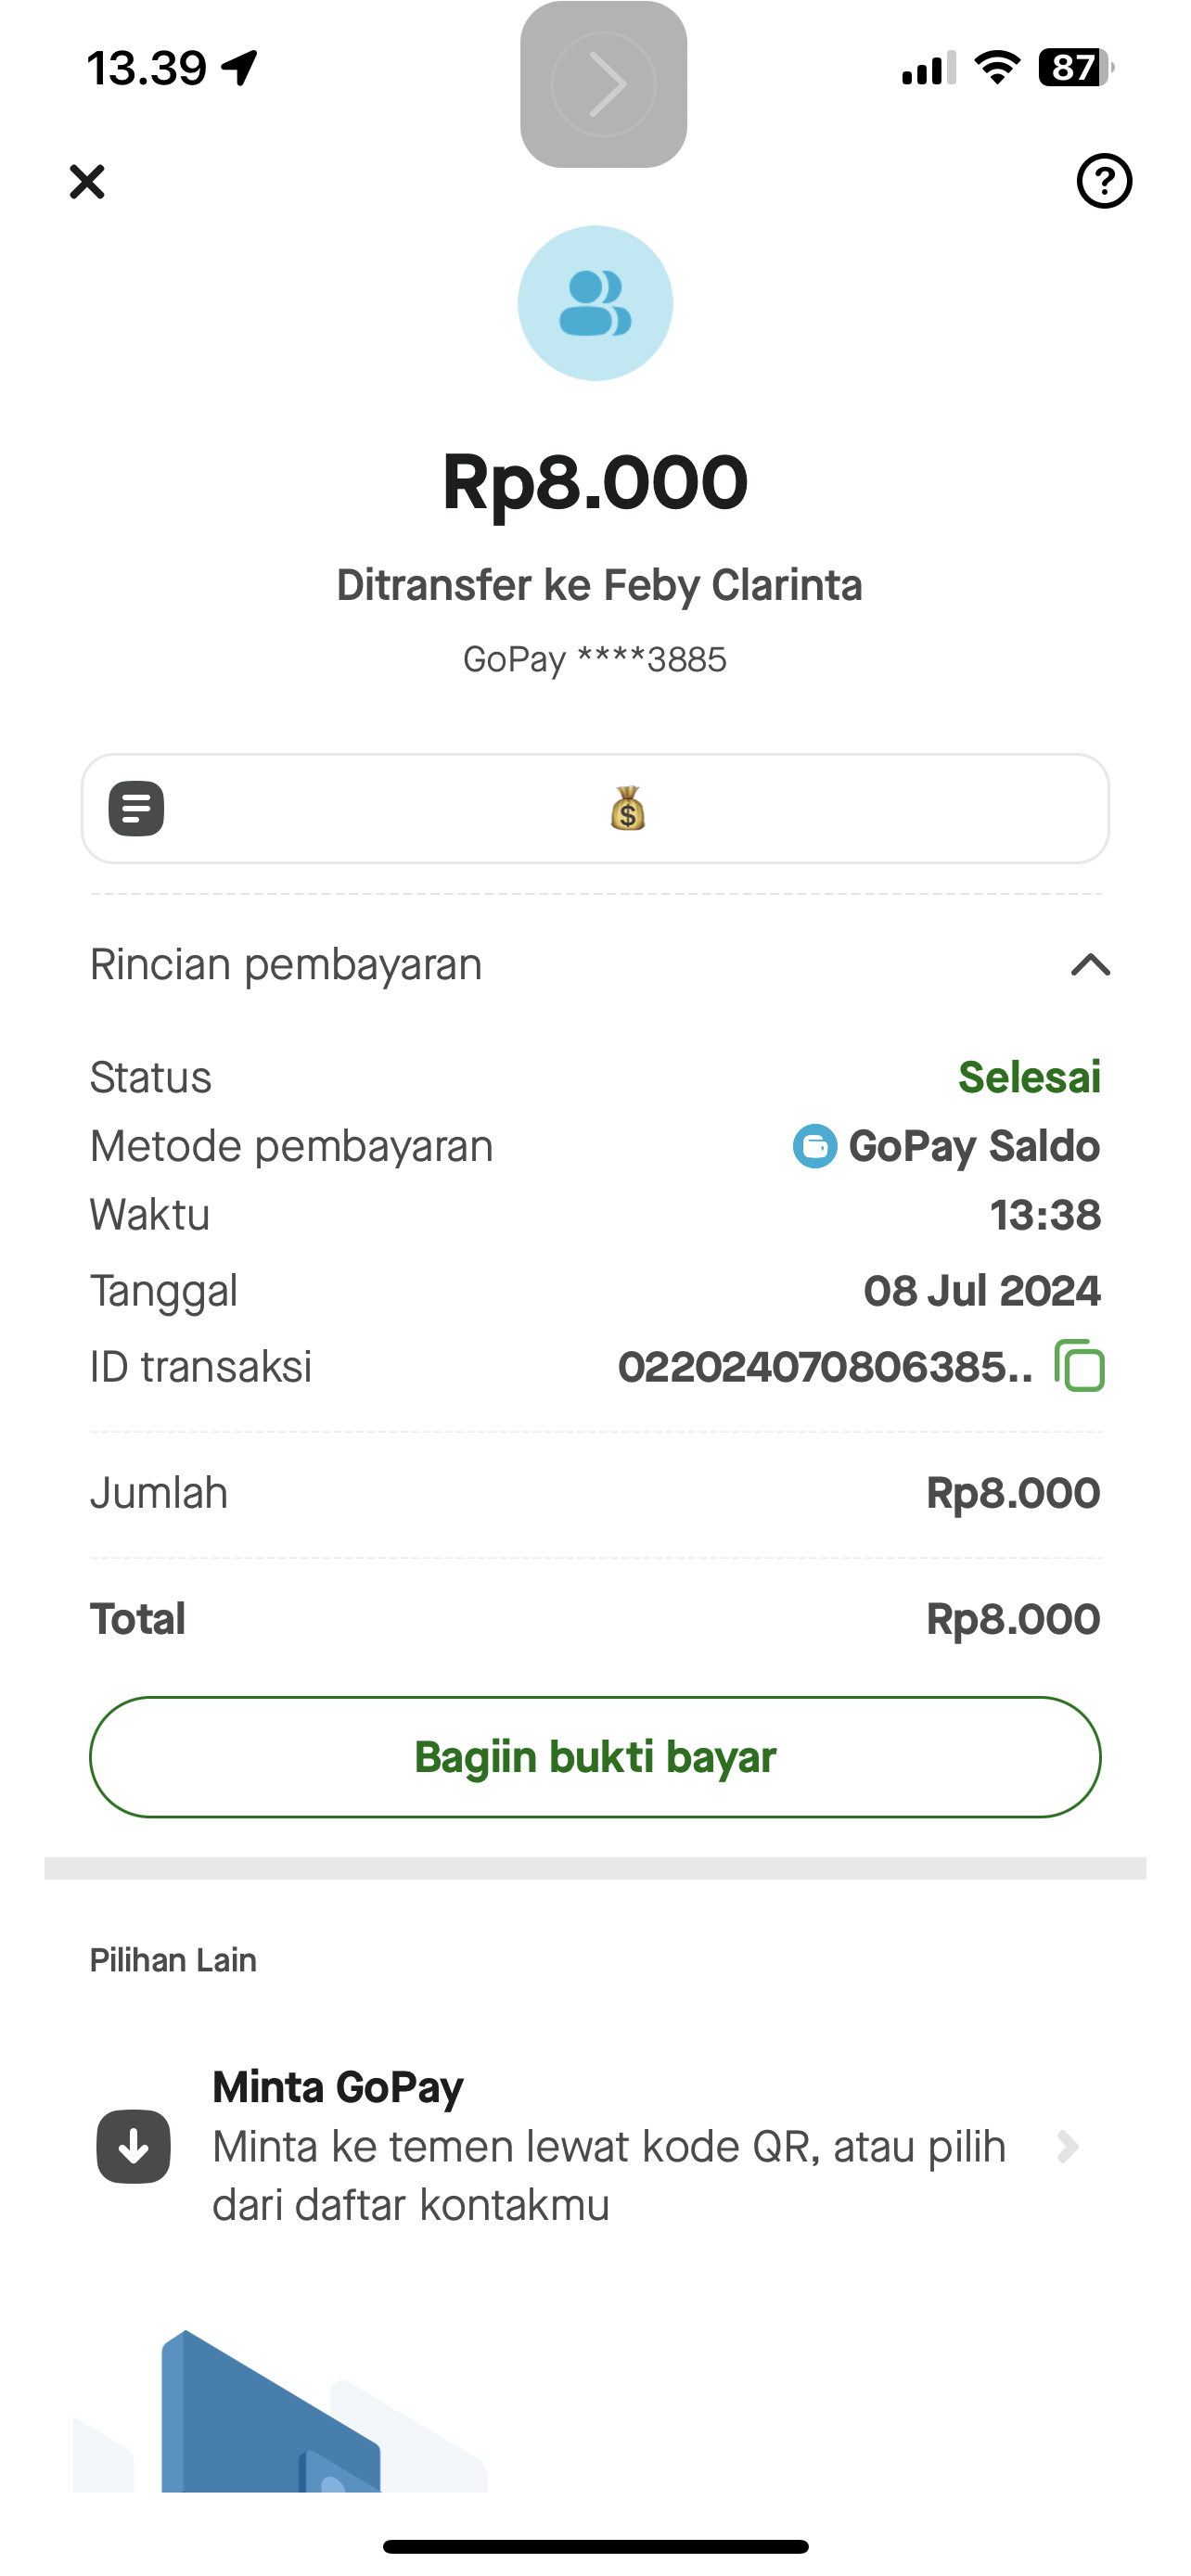 13.39
87
Rp8.000
Ditransfer ke Feby Clarinta
GoPay ****3885
Rincian pembayaran
Status Selesai
Metode pembayaran GoPay Saldo
Waktu 13:38
Tanggal 08 Jul 2024
ID transaksi 022024070806385..
Jumlah Rp8.000
Total Rp8.000
Bagiin bukti bayar
Pilihan Lain
Minta GoPay
Minta ke temen lewat kode QR, atau pilih
dari daftar kontakmu